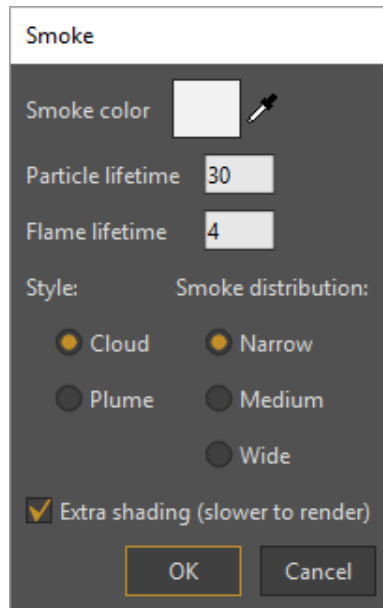 Smoke
Smoke color
Particle lifetime 30
Flame lifetime 4
Style: Smoke distribution:
Cloud Narrow
Plume Medium
Wide
Extra shading (slower to render)
OK Cancel